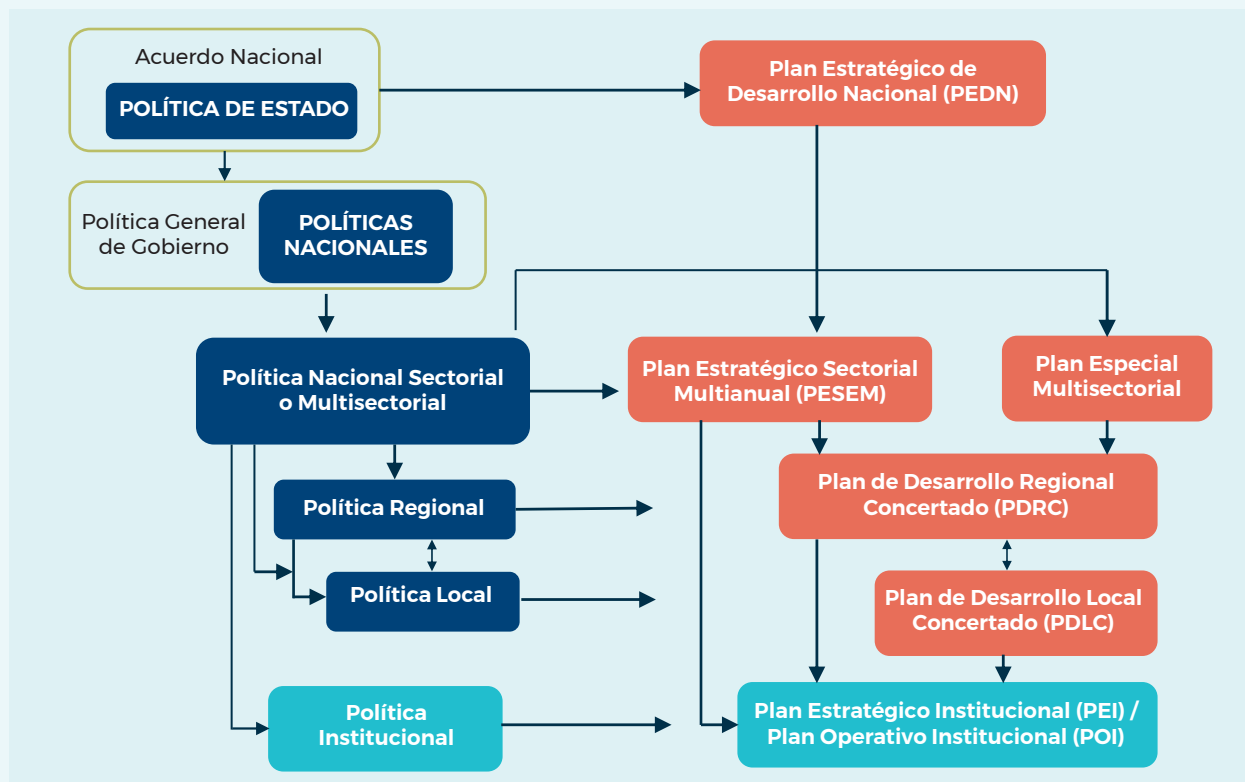 Acuerdo Nacional
POLÍTICA DE ESTADO
Plan Estratégico de
Desarrollo Nacional (PEDN)
Política General
de Gobierno
POLÍTICAS
NACIONALES
Política Nacional Sectorial
o Multisectorial
Plan Estratégico Sectorial
Multianual (PESEM)
Plan Especial
Multisectorial
Política Regional
Plan de Desarrollo Regional
Concertado (PDRC)
Política Local
Plan de Desarrollo Local
Concertado (PDLC)
Política
Institucional
Plan Estratégico Institucional (PEI) /
Plan Operativo Institucional (POI)